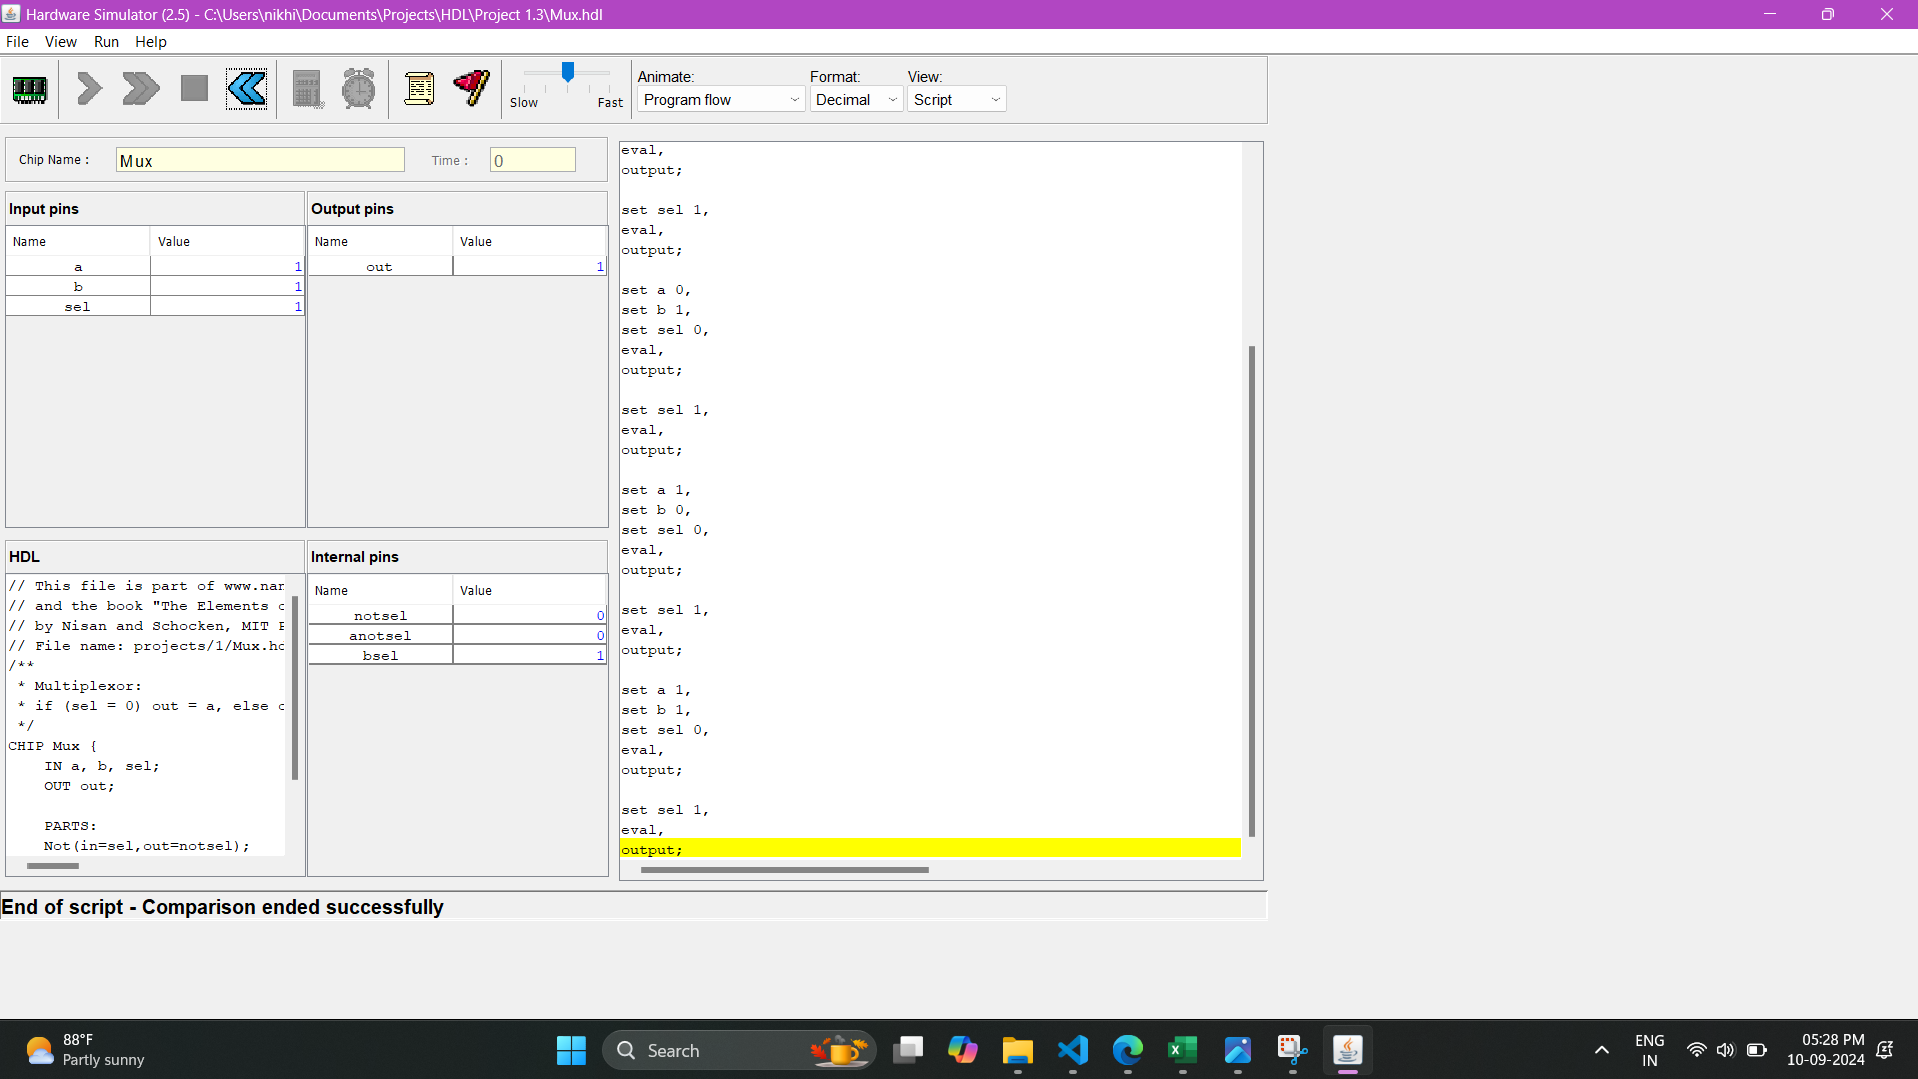 Hardware Simulator (2.5) - C:\Users\nikhi\Documents\Projects\HDL\Project 1.3\Mux.hdl
File View Run Help
Slow Fast
Animate: Format: View:
Program flow Decimal Script
Chip Name : Mux Time : 0
Input pins
Name Value
a 1
b 1
sel 1
Output pins
Name Value
out 1
HDL
// This file is part of www.nan
// and the book "The Elements o
// by Nisan and Schocken, MIT P
// File name: projects/1/Mux.hd
/**
* Multiplexor:
* if (sel = 0) out = a, else o
*/
CHIP Mux {
IN a, b, sel;
OUT out;
PARTS:
Not(in=sel,out=notsel);
Internal pins
Name Value
notsel 0
anotsel 0
bsel 1
eval,
output;
set sel 1,
eval,
output;
set a 0,
set b 1,
set sel 0,
eval,
output;
set sel 1,
eval,
output;
set a 1,
set b 0,
set sel 0,
eval,
output;
set sel 1,
eval,
output;
set a 1,
set b 1,
set sel 0,
eval,
output;
set sel 1,
eval,
output;
End of script - Comparison ended successfully
88°F
Partly sunny
Search
ENG
IN
05:28 PM
10-09-2024